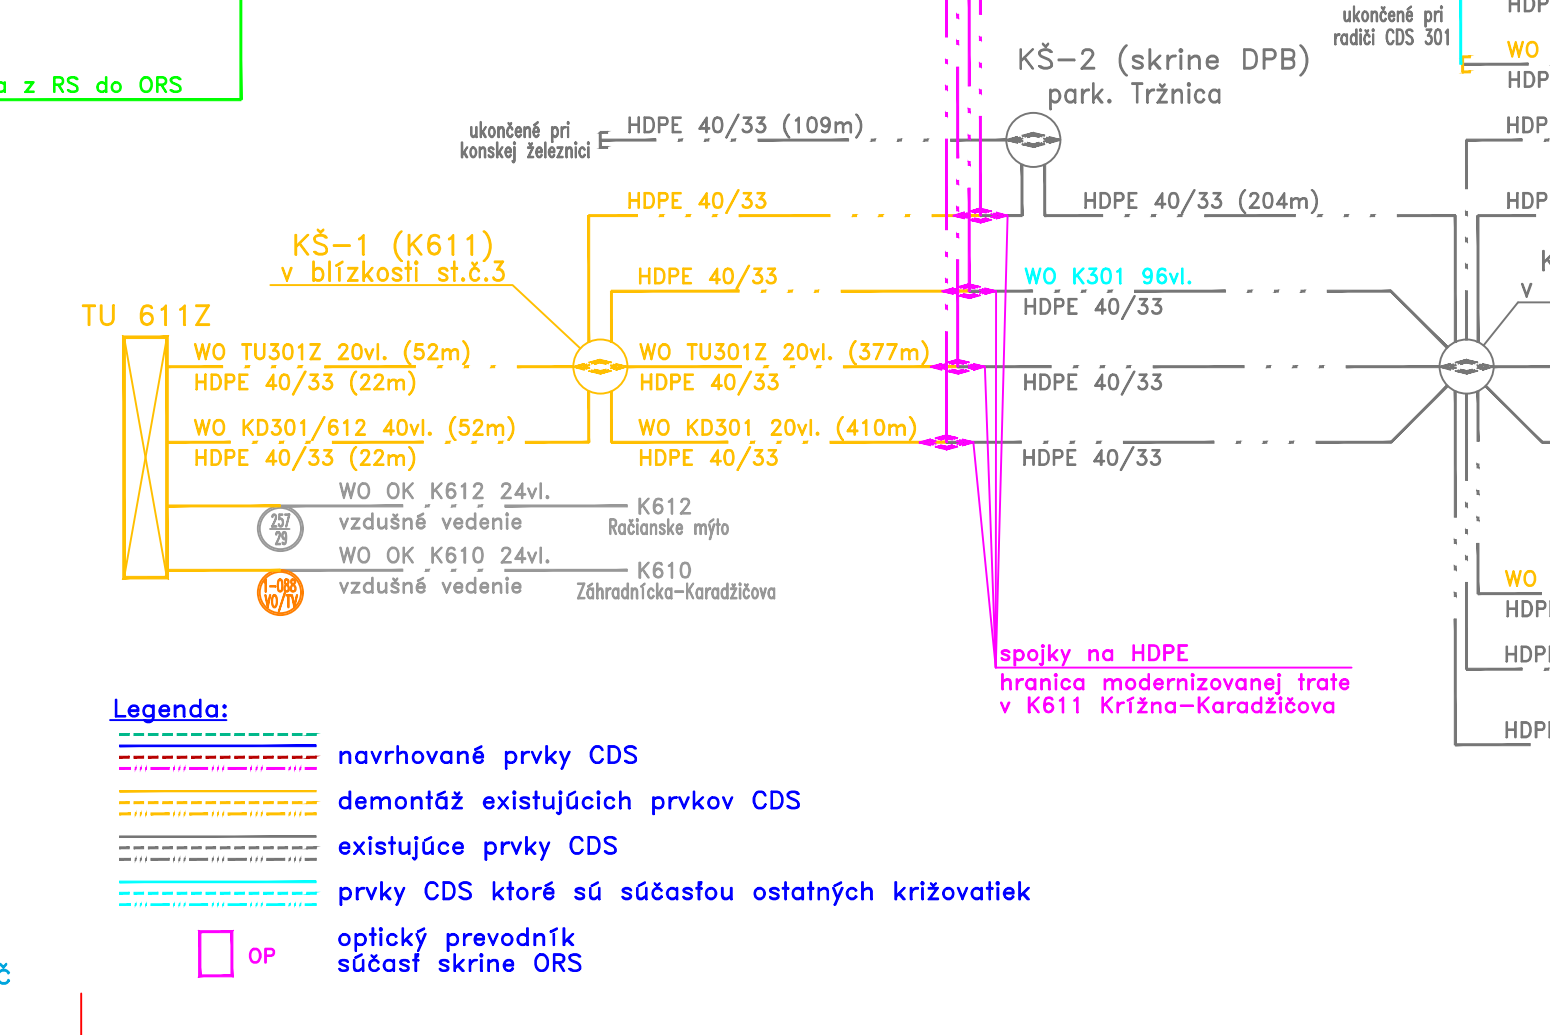 a z RS do ORS
ukončené pri
radiči CDS 301
HDP
WO
HDP
KŠ-2 (skrine DPB)
park. Tržnica
ukončené pri
konskej železnici
HDPE 40/33 (109m)
HDP
HDPE 40/33
HDPE 40/33 (204m)
HDP
KŠ-1 (K611)
v blízkosti st.č.3
HDPE 40/33
WO K301 96vl.
HDPE 40/33
K
v
TU 611Z
WO TU301Z 20vl. (52m)
HDPE 40/33 (22m)
WO TU301Z 20vl. (377m)
HDPE 40/33
HDPE 40/33
WO KD301/612 40vl. (52m)
HDPE 40/33 (22m)
WO KD301 20vl. (410m)
HDPE 40/33
HDPE 40/33
WO OK K612 24vl.
vzdušné vedenie
K612
Račianske mýto
257
29
WO OK K610 24vl.
vzdušné vedenie
K610
Záhradnícka-Karadžičova
I-088
VO/TV
WO
HDPE
HDPE
HDPE
spojky na HDPE
hranica modernizovanej trate
v K611 Krížna-Karadžičova
Legenda:
navrhované prvky CDS
demontáž existujúcich prvkov CDS
existujúce prvky CDS
prvky CDS ktoré sú súčasťou ostatných križovatiek
OP
optický prevodník
súčasť skrine ORS
Č